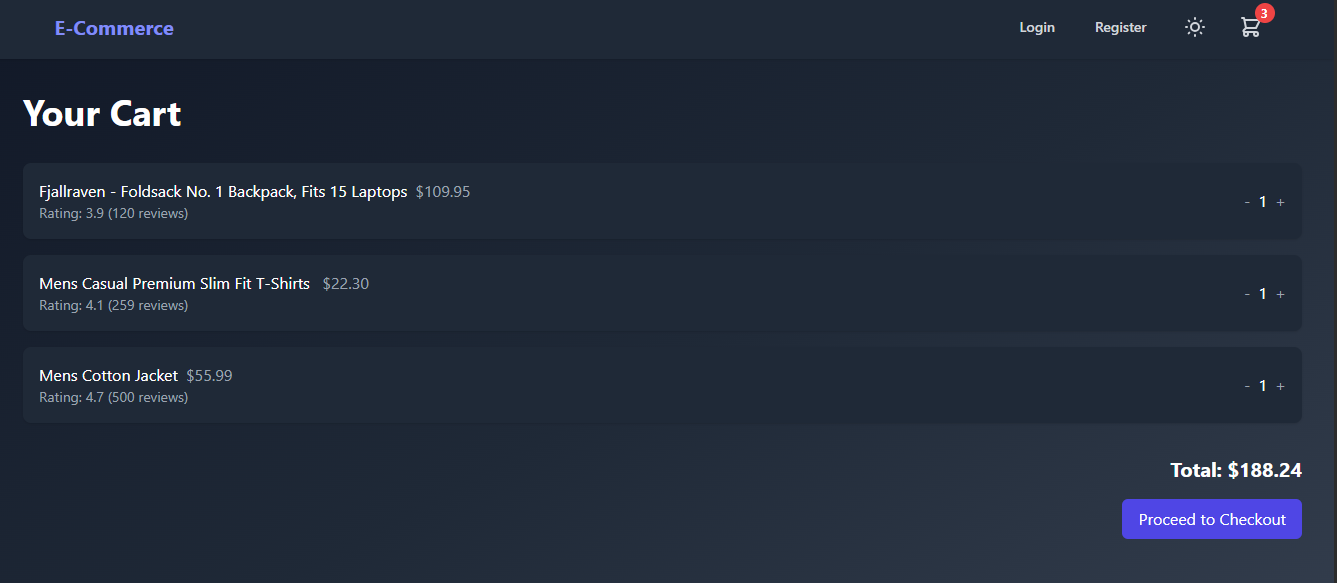 E-Commerce
Login Register 3
Your Cart
Fjallraven - Foldsack No. 1 Backpack, Fits 15 Laptops $109.95
Rating: 3.9 (120 reviews)
- 1 +
Mens Casual Premium Slim Fit T-Shirts $22.30
Rating: 4.1 (259 reviews)
- 1 +
Mens Cotton Jacket $55.99
Rating: 4.7 (500 reviews)
- 1 +
Total: $188.24
Proceed to Checkout